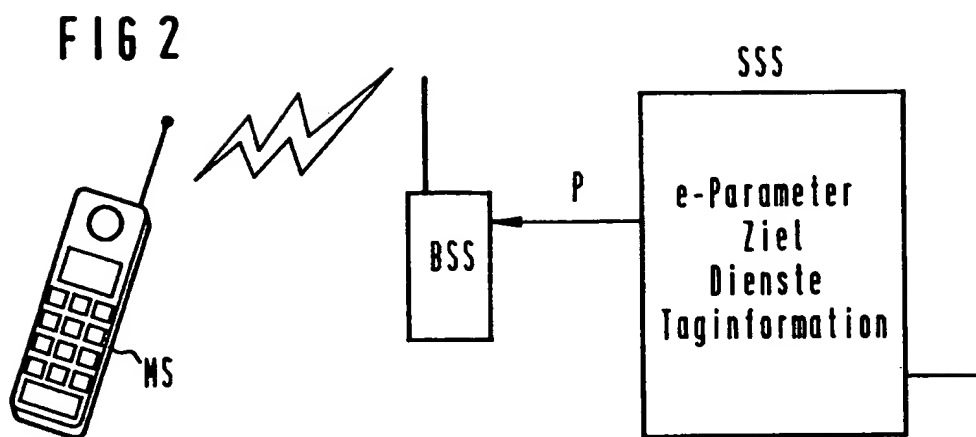 FIG 2
SSS
P
BSS
e-Parameter
Ziel
Dienste
Taginformation
MS